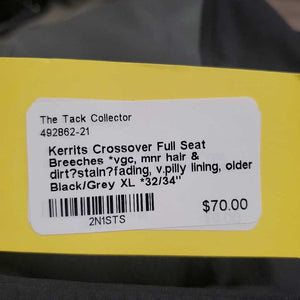 The Tack Collector
492862-21
Kerrits Crossover Full Seat
Breeches *vgc, mnr hair &
dirt?stain?fading, v.pilly lining, older
Black/Grey XL *32/34"
2N1STS
$70.00